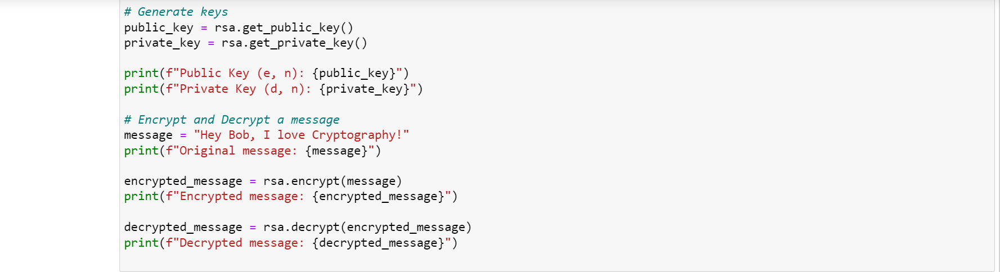 # Generate keys
public_key = rsa.get_public_key()
private_key = rsa.get_private_key()
print(f"Public Key (e, n): {public_key}")
print(f"Private Key (d, n): {private_key}")
# Encrypt and Decrypt a message
message = "Hey Bob, I love Cryptography!"
print(f"Original message: {message}")
encrypted_message = rsa.encrypt(message)
print(f"Encrypted message: {encrypted_message}")
decrypted_message = rsa.decrypt(encrypted_message)
print(f"Decrypted message: {decrypted_message}")